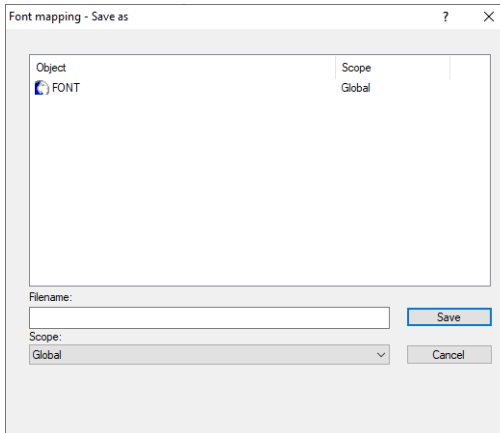 Font mapping - Save as
Object Scope
FONT Global
Filename:
Save
Scope:
Global Cancel